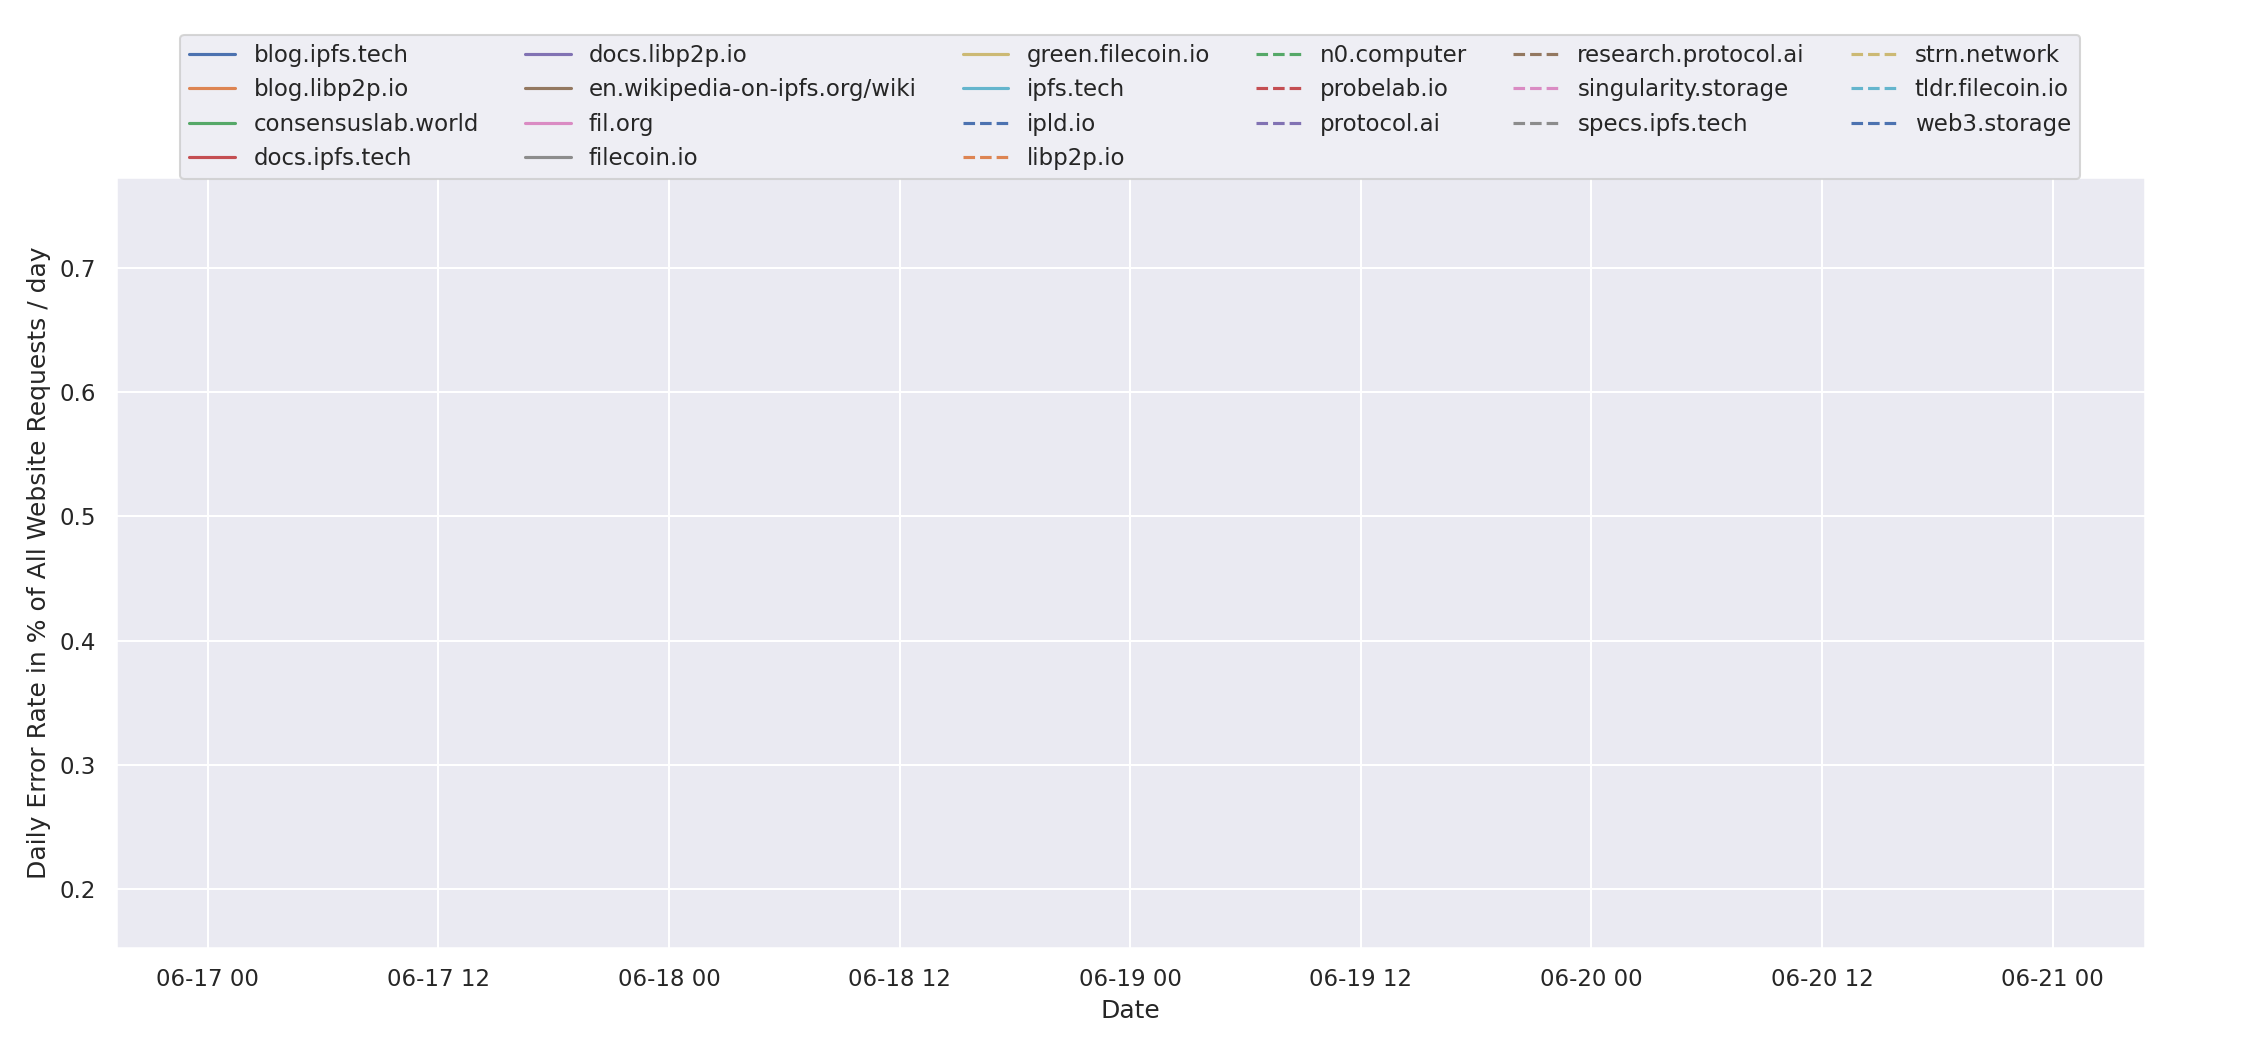 blog.ipfs.tech
blog.libp2p.io
consensuslab.world
docs.ipfs.tech
docs.libp2p.io
en.wikipedia-on-ipfs.org/wiki
fil.org
filecoin.io
green.filecoin.io
ipfs.tech
ipld.io
libp2p.io
n0.computer
probelab.io
protocol.ai
research.protocol.ai
singularity.storage
specs.ipfs.tech
strn.network
tldr.filecoin.io
web3.storage
Daily Error Rate in % of All Website Requests / day
0.7
0.6
0.5
0.4
0.3
0.2
06-17 00
06-17 12
06-18 00
06-18 12
06-19 00
06-19 12
06-20 00
06-20 12
06-21 00
Date